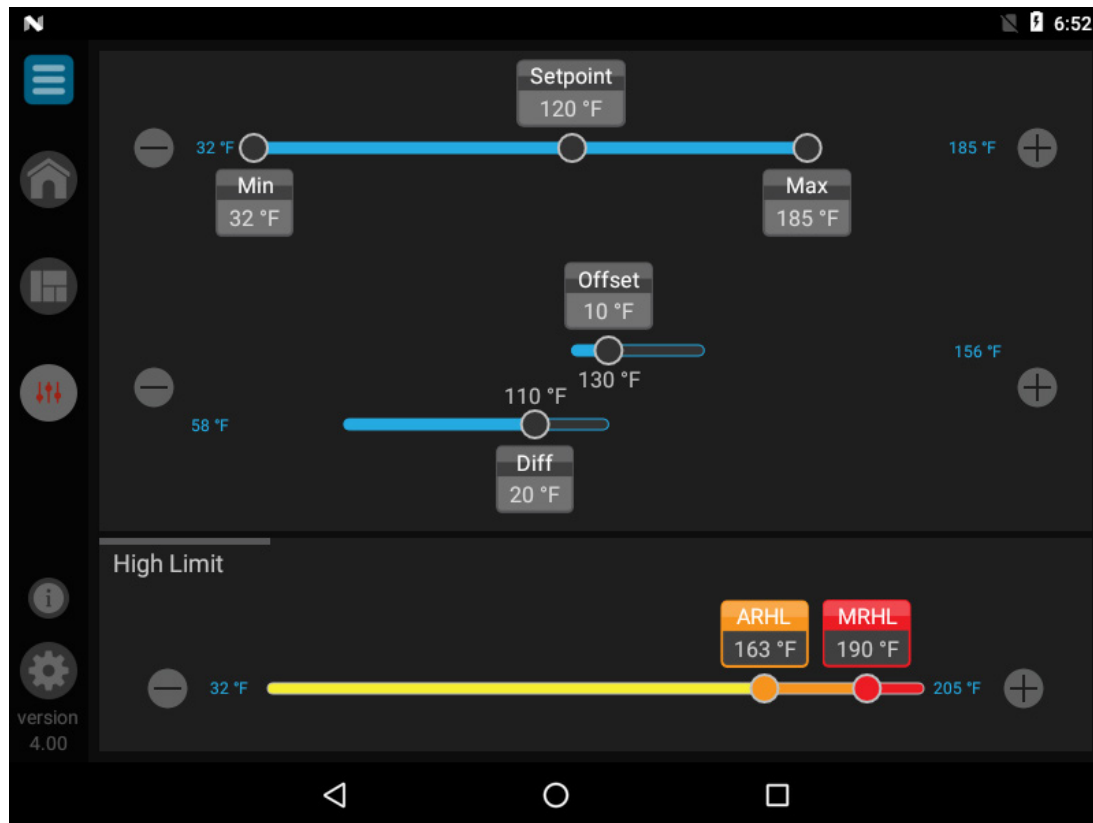 6:52
Setpoint
120 °F
32 °F
185 °F
Min
32 °F
Max
185 °F
Offset
10 °F
156 °F
130 °F
110 °F
58 °F
Diff
20 °F
High Limit
ARHL
163 °F
MRHL
190 °F
32 °F
205 °F
version
4.00